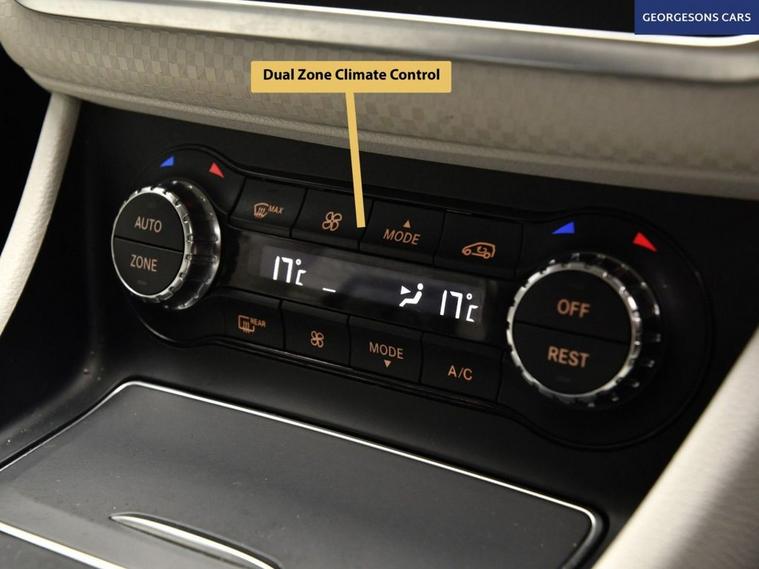 GEORGESONS CARS
Dual Zone Climate Control
MAX
MODE
AUTO
ZONE
17°c
_
17°c
OFF
REST
REAR
MODE
A/C